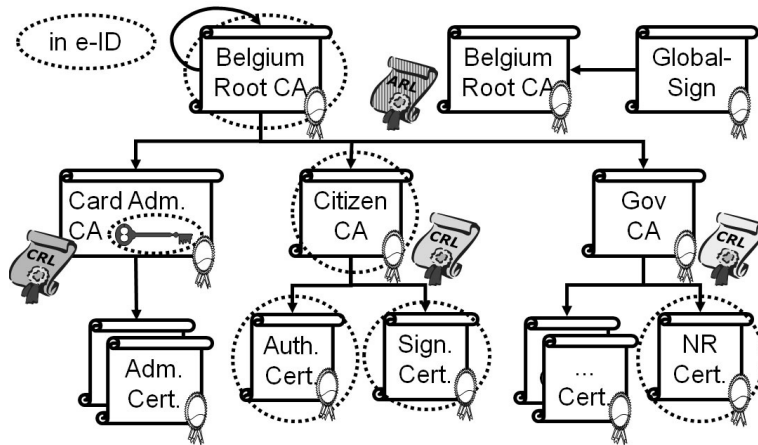 in e-ID
Belgium
Root CA
ARL
Belgium
Root CA
Global-
Sign
Card Adm.
CA
CRL
Citizen
CA
CRL
Gov
CA
CRL
Adm.
Cert.
Auth.
Cert.
Sign.
Cert.
...
Cert.
NR
Cert.